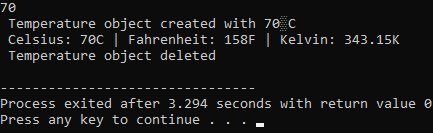 70
Temperature object created with 70░C
Celsius: 70C | Fahrenheit: 158F | Kelvin: 343.15K
Temperature object deleted
--------------------------------
Process exited after 3.294 seconds with return value 0
Press any key to continue . . .